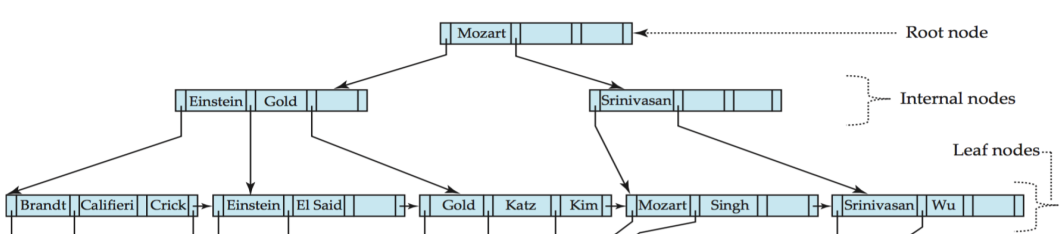 Mozart
Root node
Einstein Gold
Srinivasan
Internal nodes
Leaf nodes
Brandt Califieri Crick Einstein El Said Gold Katz Kim Mozart Singh Srinivasan Wu